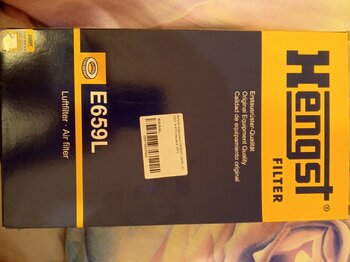 Hengst®
FILTER
Erstausrüster-Qualität
Original Equipment Quality
Calidad de equipamiento original
E659L
Luftfilter · Air filter